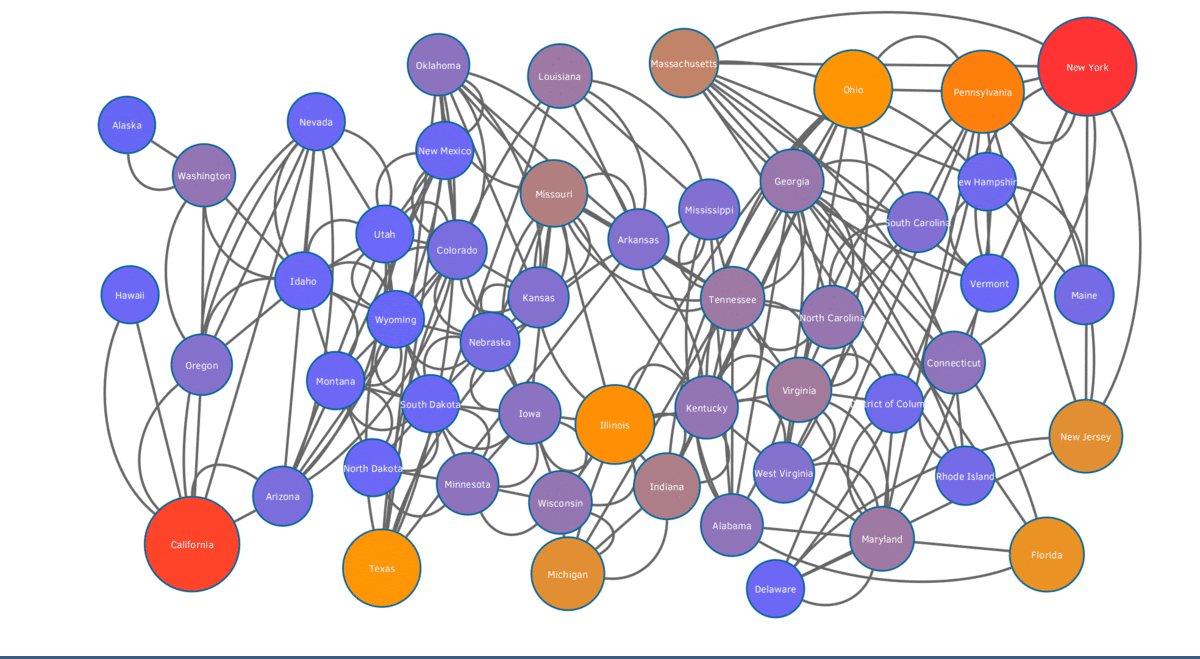 New York
Massachusetts
Oklahoma
Louisiana
Ohio
Pennsylvania
Alaska
Nevada
New Mexico
Washington
Missouri
Georgia
ew Hampshir
Mississippi
South Carolina
Utah
Arkansas
Colorado
Idaho
Vermont
Hawaii
Kansas
Tennessee
Maine
Wyoming
North Carolina
Nebraska
Oregon
Connecticut
Montana
Virginia
South Dakota
trict of Colum
Iowa
Kentucky
Illinois
New Jersey
North Dakota
West Virginia
Rhode Island
Minnesota
Indiana
Arizona
Wisconsin
Alabama
Maryland
California
Florida
Texas
Michigan
Delaware